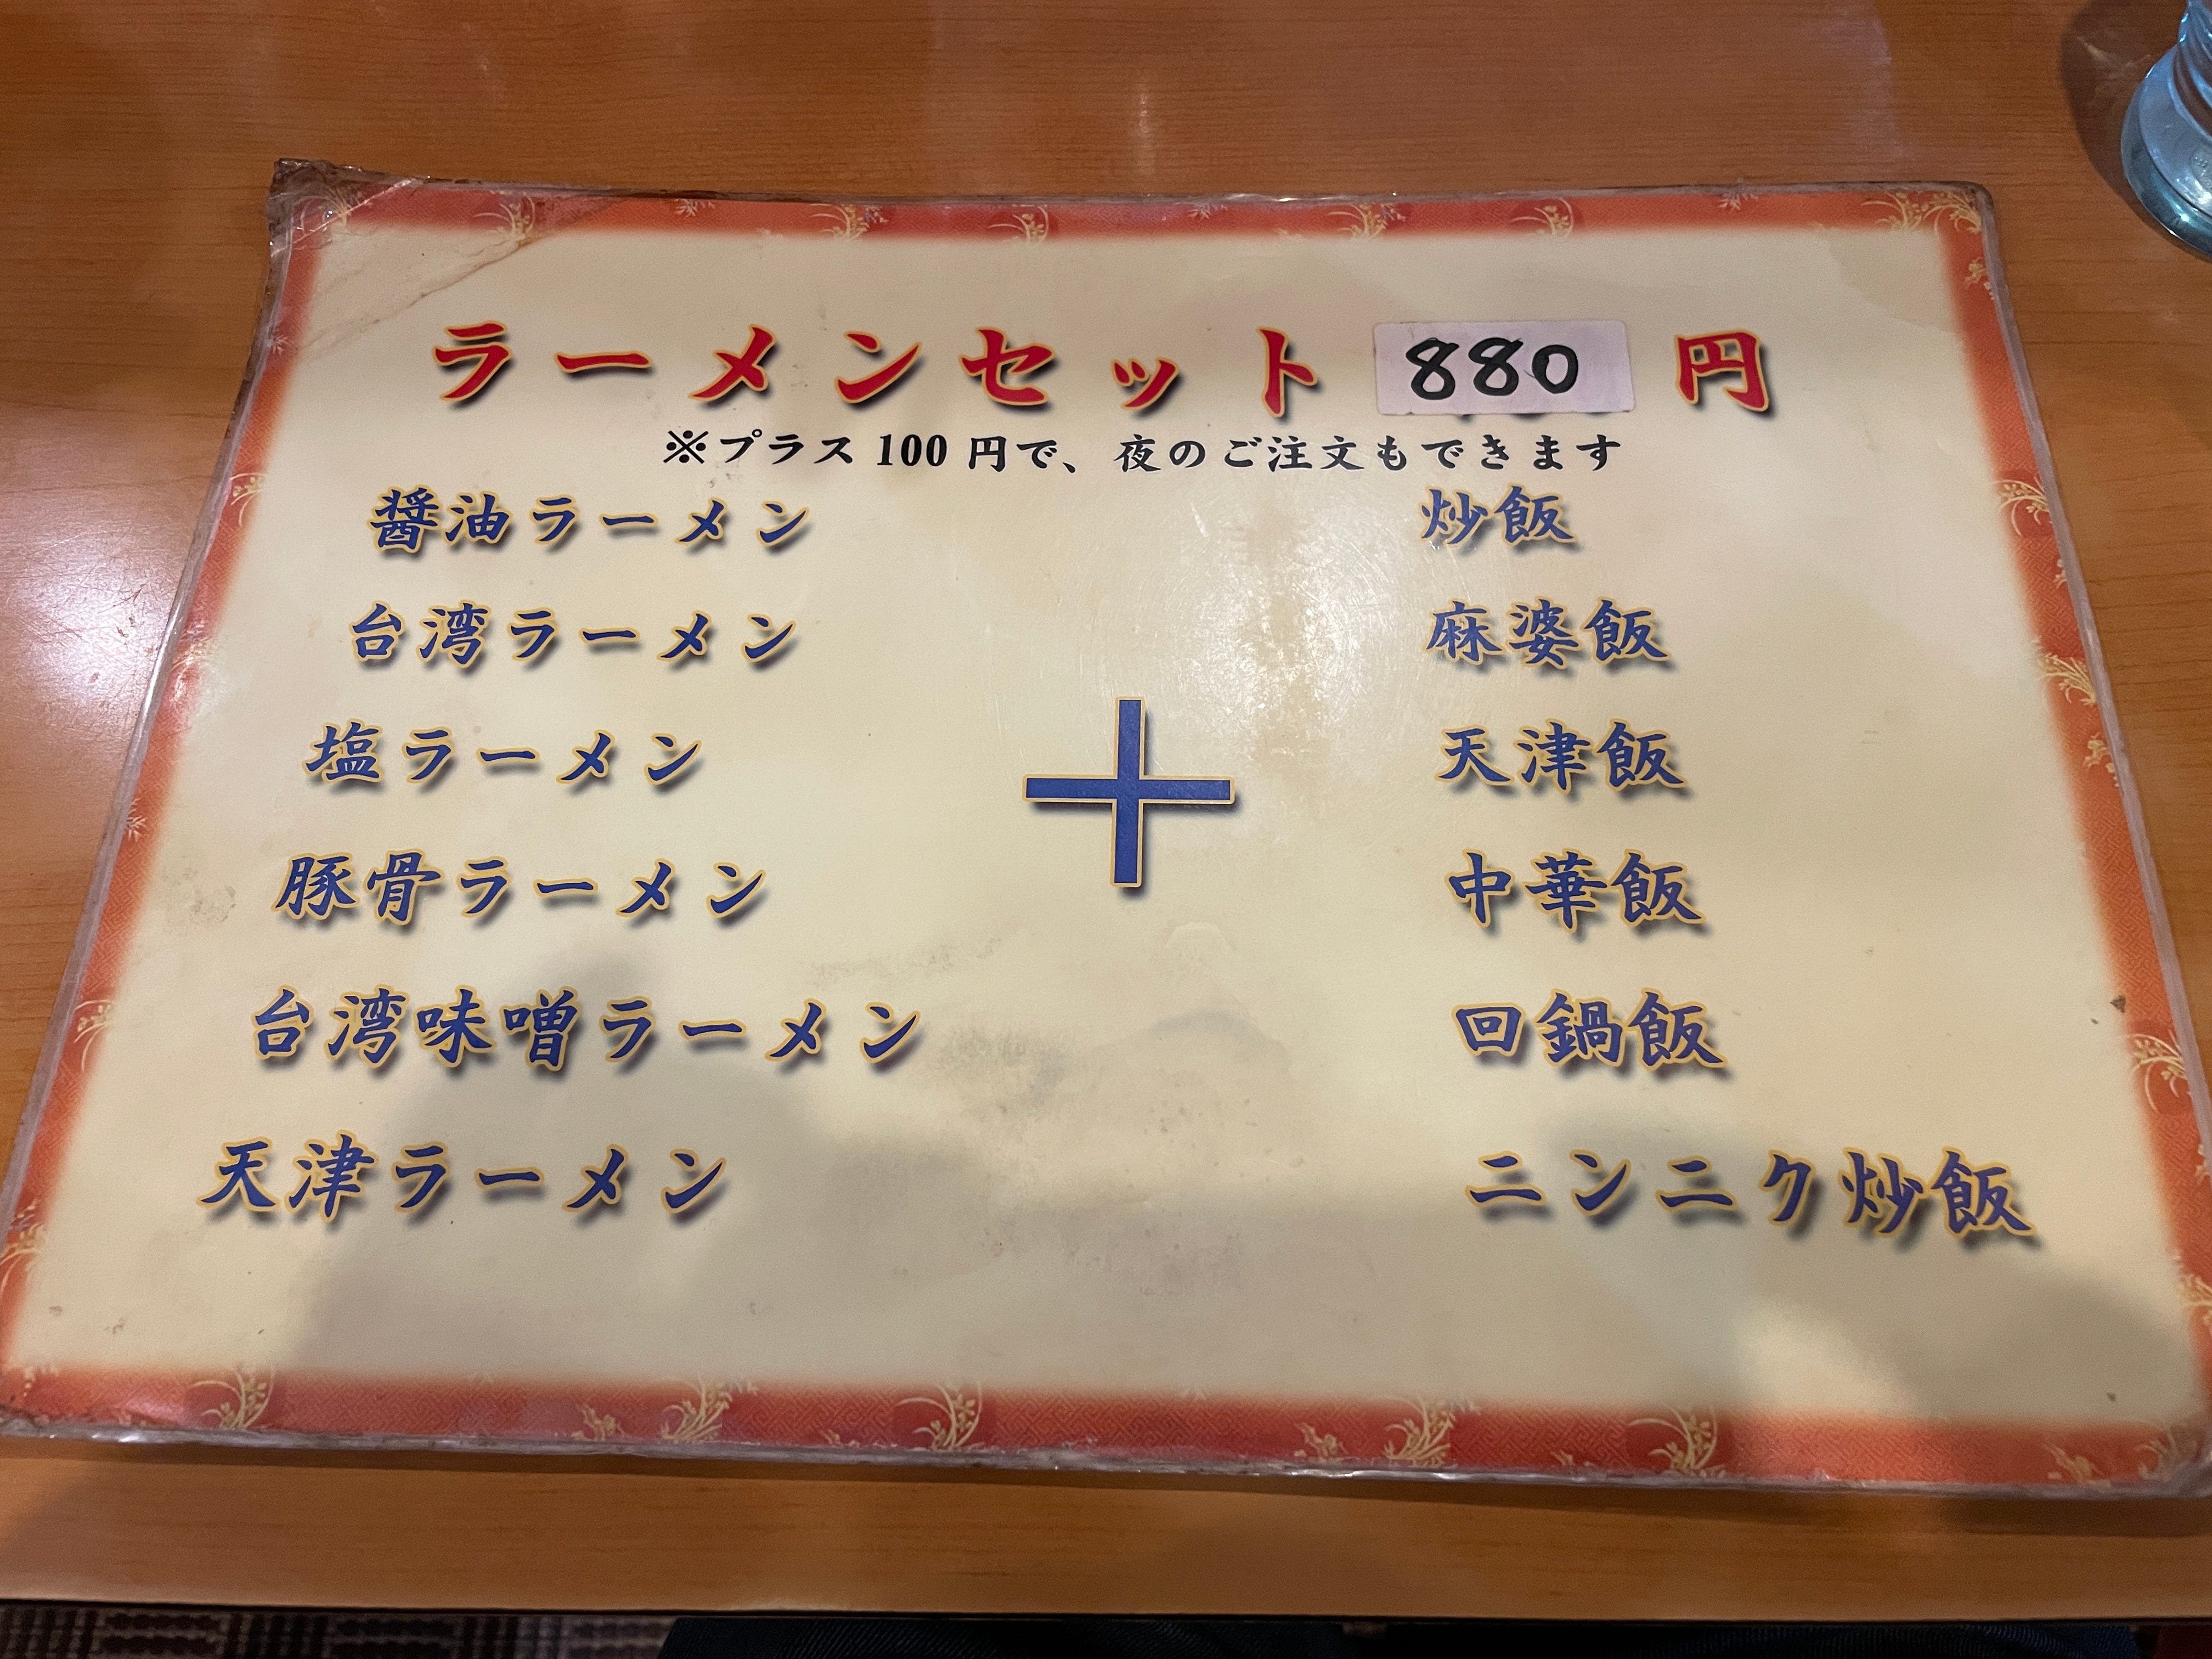 ラーメンセット 880 円
※プラス 100 円で、夜のご注文もできます
醤油ラーメン
台湾ラーメン
塩ラーメン
豚骨ラーメン
台湾味噌ラーメン
天津ラーメン
+
炒飯
麻婆飯
天津飯
中華飯
回鍋飯
ニンニク炒飯